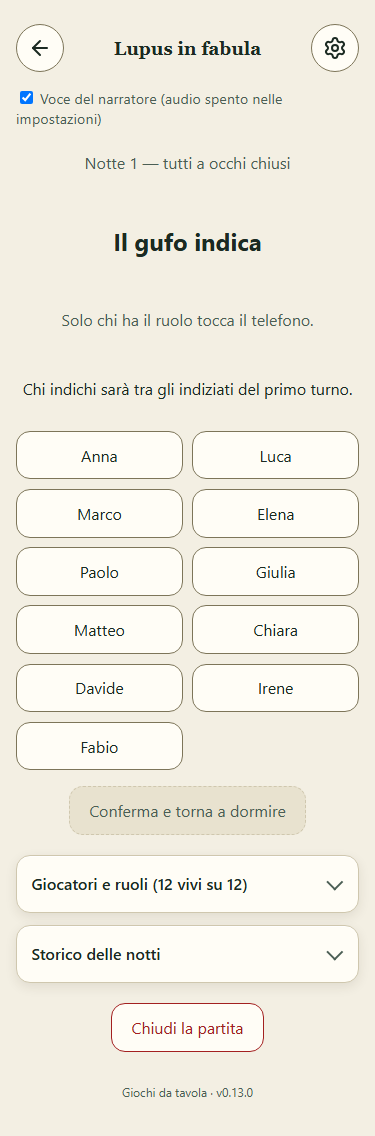 Lupus in fabula
Voce del narratore (audio spento nelle
impostazioni)
Notte 1 — tutti a occhi chiusi
Il gufo indica
Solo chi ha il ruolo tocca il telefono.
Chi indichi sarà tra gli indiziati del primo turno.
Anna
Luca
Marco
Elena
Paolo
Giulia
Matteo
Chiara
Davide
Irene
Fabio
Conferma e torna a dormire
Giocatori e ruoli (12 vivi su 12)
Storico delle notti
Chiudi la partita
Giochi da tavola · v0.13.0